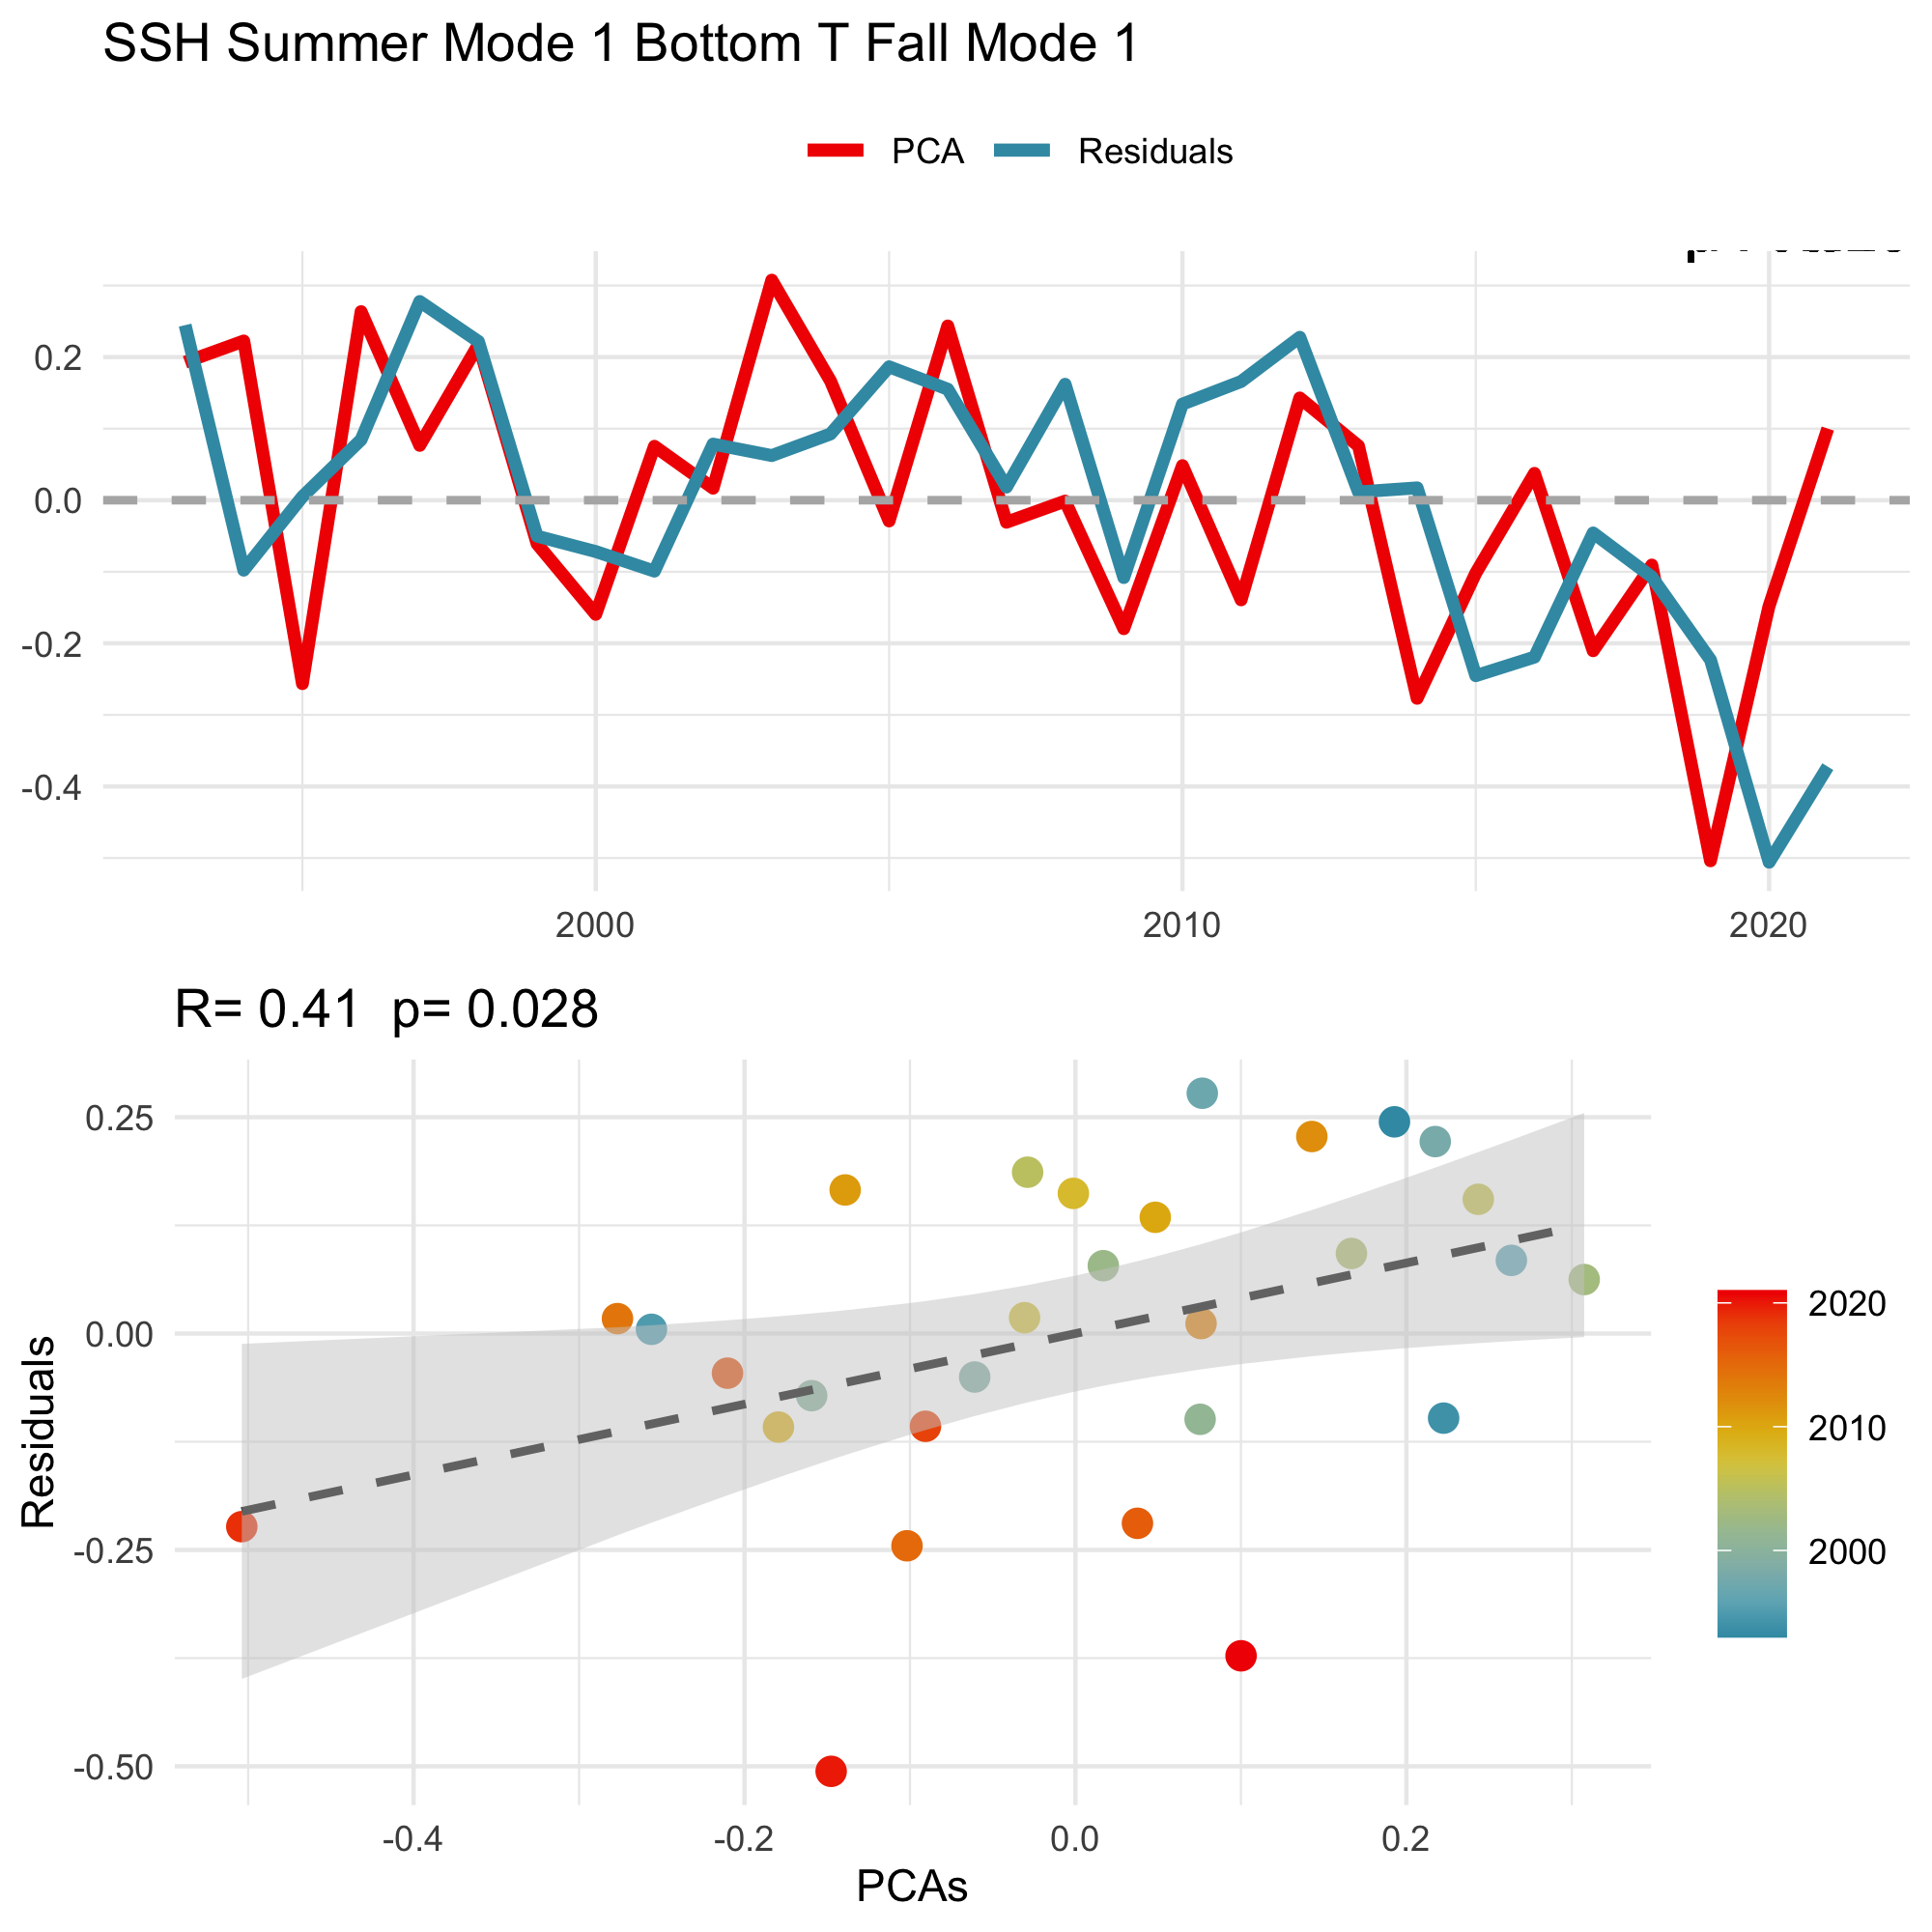 SSH Summer Mode 1 Bottom T Fall Mode 1
PCA Residuals
0.2
0.0
-0.2
-0.4
2000 2010 2020
R= 0.41 p= 0.028
0.25
0.00
-0.25
-0.50
Residuals
-0.4 -0.2 0.0 0.2
PCAs
2020
2010
2000